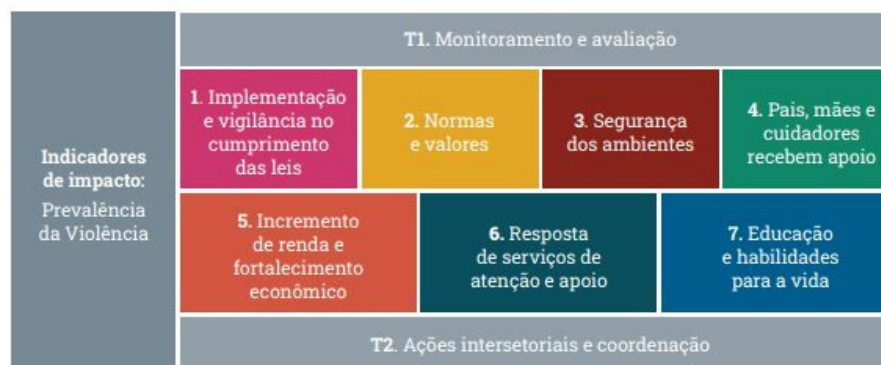 Indicadores
de impacto:
Prevalência
da Violência
T1. Monitoramento e avaliação
1. Implementação
e vigilância no
cumprimento
das leis
2. Normas
e valores
3. Segurança
dos ambientes
4. Pais, mães e
cuidadores
recebem apoio
5. Incremento
de renda e
fortalecimento
econômico
6. Resposta
de serviços de
atenção e apoio
7. Educação
e habilidades
para a vida
T2. Ações intersetoriais e coordenação